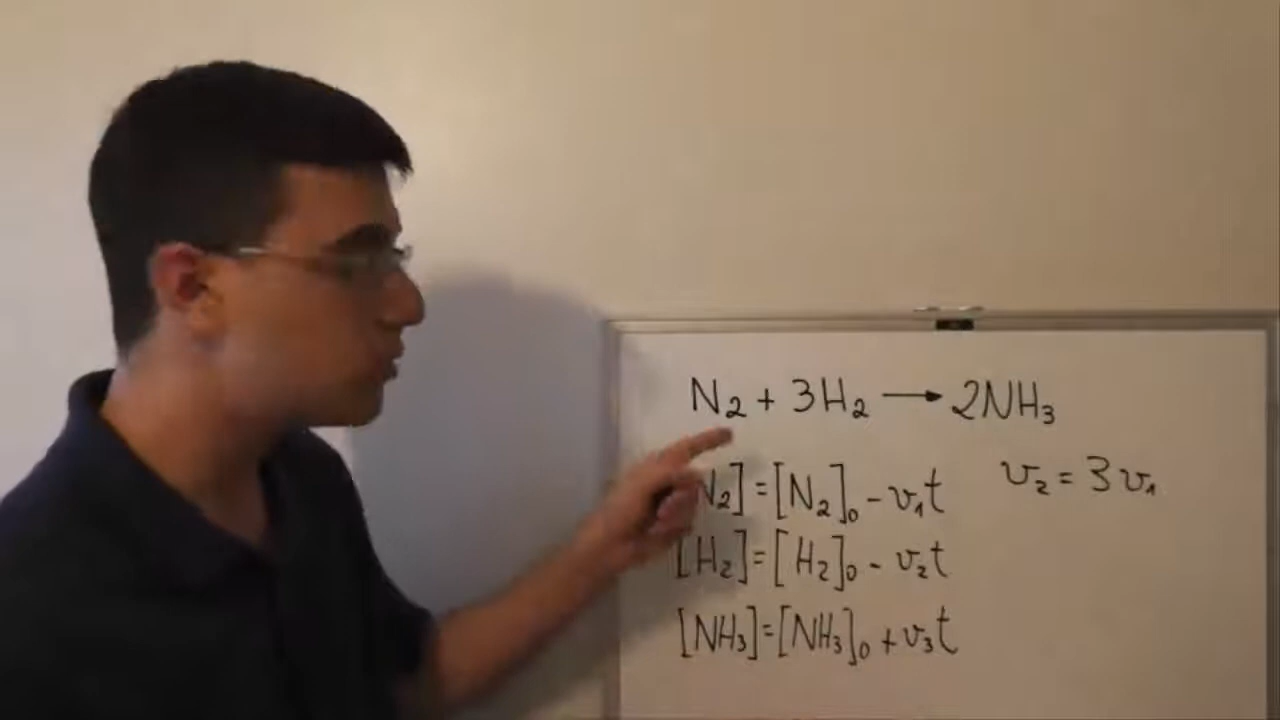 N₂ + 3H₂ ⟶ 2NH₃
N₂] = [N₂]₀ - v₁t
v₂ = 3v₁
[H₂] = [H₂]₀ - v₂t
[NH₃] = [NH₃]₀ + v₃t